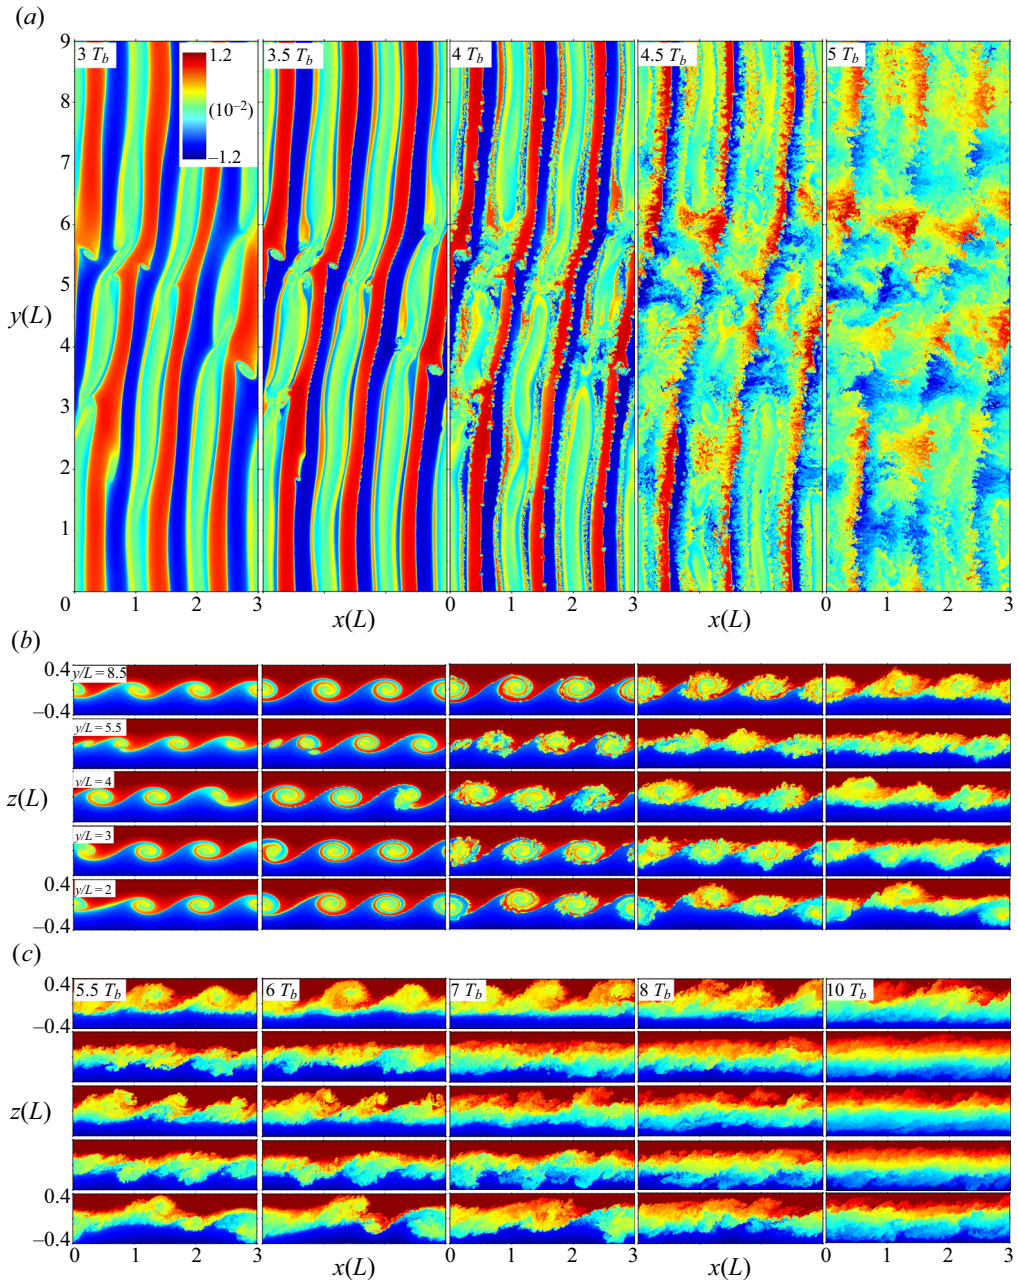 (a)
9
8
7
6
5
4
3
2
1
0
y(L)
3 T_b
3.5 T_b
4 T_b
4.5 T_b
5 T_b
1.2
(10⁻²)
−1.2
0 1 2 3
0 1 2 3
0 1 2 3
x(L)
x(L)
(b)
0.4
−0.4
y/L = 8.5
y/L = 5.5
y/L = 4
y/L = 3
y/L = 2
z(L)
0.4
−0.4
(c)
0.4
−0.4
5.5 T_b
6 T_b
7 T_b
8 T_b
10 T_b
z(L)
0.4
−0.4
0 1 2 3
0 1 2 3
0 1 2 3
x(L)
x(L)